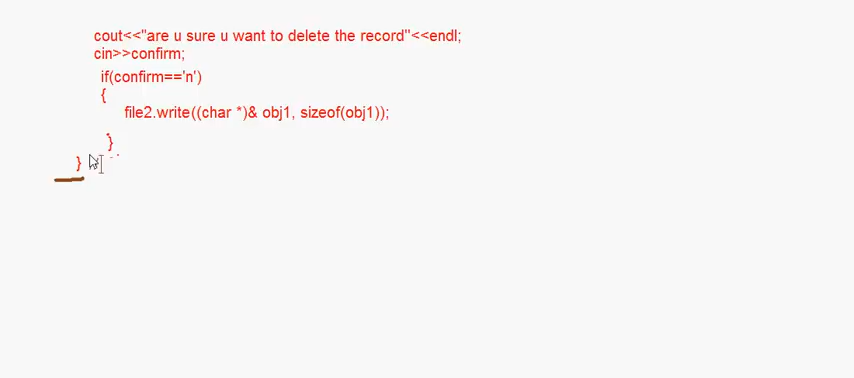 cout<<"are u sure u want to delete the record"<<endl;
cin>>confirm;
if(confirm=='n')
{
file2.write((char *)& obj1, sizeof(obj1));
}
}